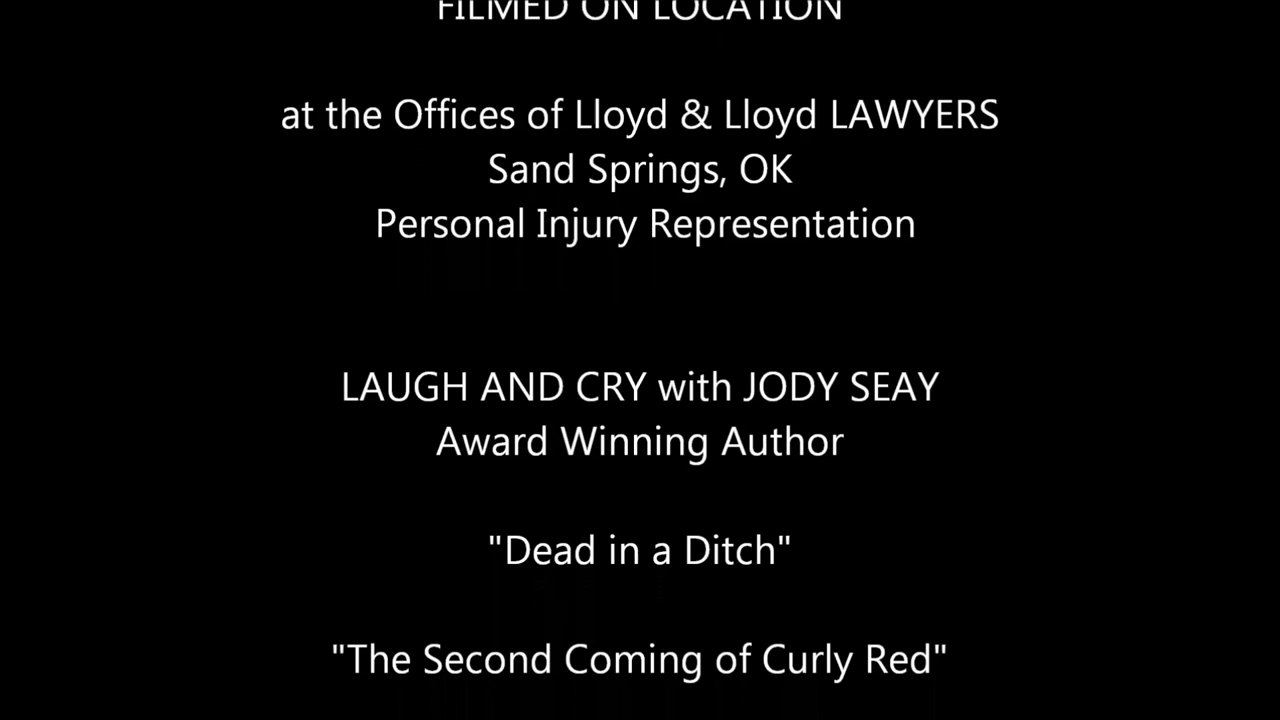 FILMED ON LOCATION
at the Offices of Lloyd & Lloyd LAWYERS
Sand Springs, OK
Personal Injury Representation
LAUGH AND CRY with JODY SEAY
Award Winning Author
"Dead in a Ditch"
"The Second Coming of Curly Red"